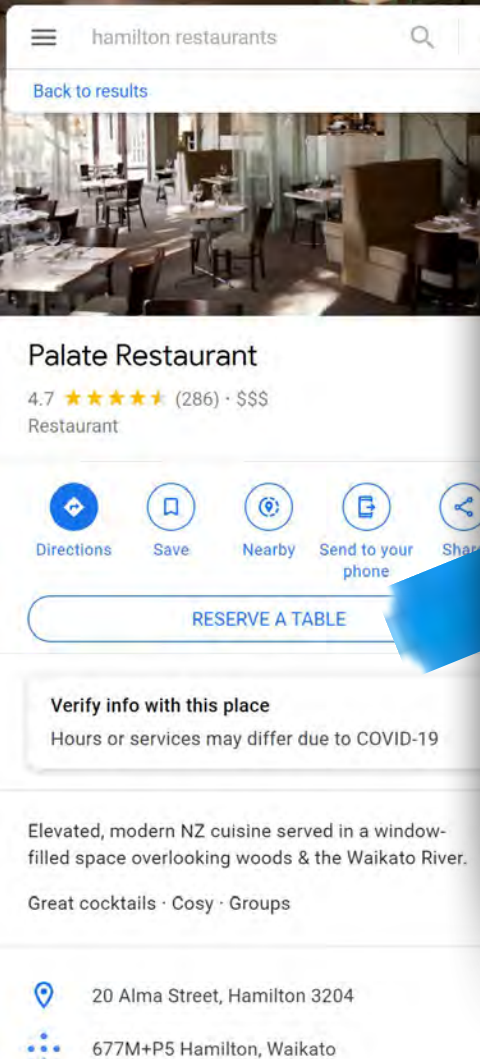 hamilton restaurants
Back to results
Palate Restaurant
4.7 (286) · $$$
Restaurant
Directions Save Nearby Send to your phone
RESERVE A TABLE
Verify info with this place
Hours or services may differ due to COVID-19
Elevated, modern NZ cuisine served in a window-
filled space overlooking woods & the Waikato River.
Great cocktails · Cosy · Groups
20 Alma Street, Hamilton 3204
677M+P5 Hamilton, Waikato